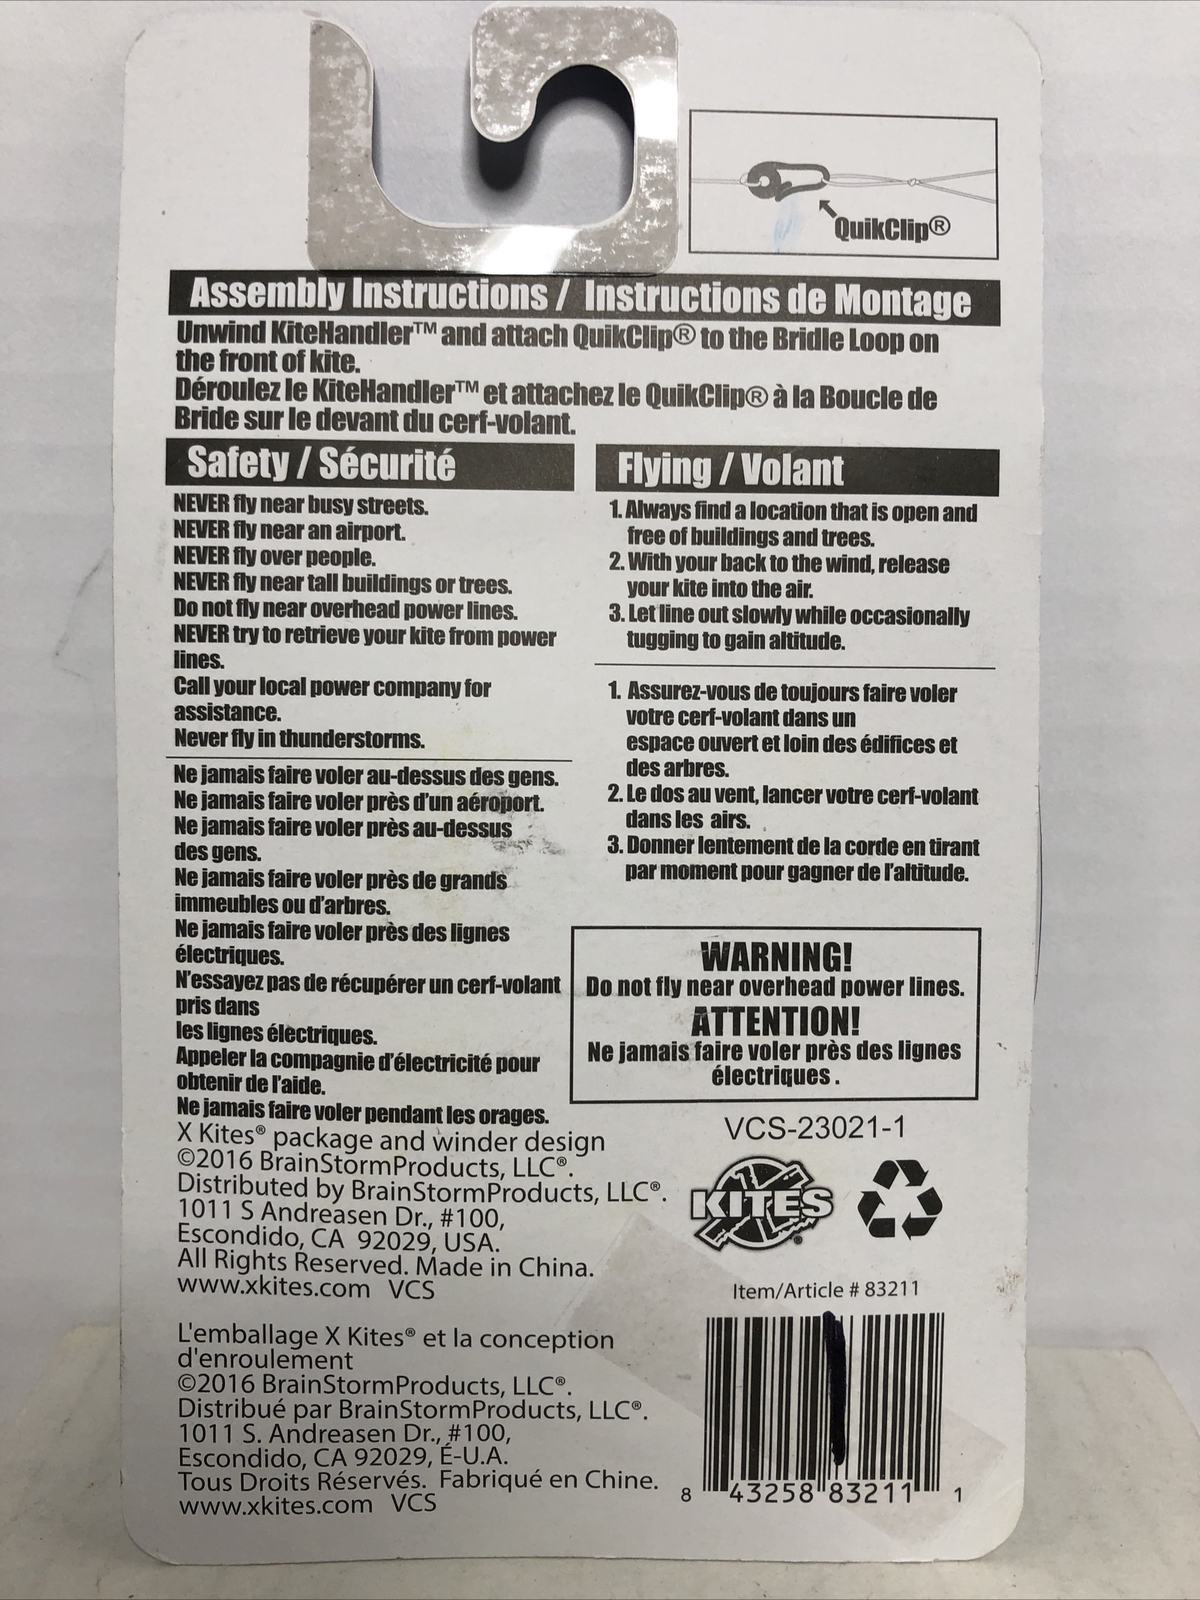 QuikClip®
Assembly Instructions / Instructions de Montage
Unwind KiteHandler™ and attach QuikClip® to the Bridle Loop on
the front of kite.
Déroulez le KiteHandler™ et attachez le QuikClip® à la Boucle de
Bride sur le devant du cerf-volant.
Safety / Sécurité
NEVER fly near busy streets.
NEVER fly near an airport.
NEVER fly over people.
NEVER fly near tall buildings or trees.
Do not fly near overhead power lines.
NEVER try to retrieve your kite from power
lines.
Call your local power company for
assistance.
Never fly in thunderstorms.
Ne jamais faire voler au-dessus des gens.
Ne jamais faire voler près d'un aéroport.
Ne jamais faire voler près au-dessus
des gens.
Ne jamais faire voler près de grands
immeubles ou d'arbres.
Ne jamais faire voler près des lignes
électriques.
N'essayez pas de récupérer un cerf-volant
pris dans
les lignes électriques.
Appeler la compagnie d'électricité pour
obtenir de l'aide.
Ne jamais faire voler pendant les orages.
Flying / Volant
1. Always find a location that is open and
free of buildings and trees.
2. With your back to the wind, release
your kite into the air.
3. Let line out slowly while occasionally
tugging to gain altitude.
1. Assurez-vous de toujours faire voler
votre cerf-volant dans un
espace ouvert et loin des édifices et
des arbres.
2. Le dos au vent, lancer votre cerf-volant
dans les airs.
3. Donner lentement de la corde en tirant
par moment pour gagner de l'altitude.
WARNING!
Do not fly near overhead power lines.
ATTENTION!
Ne jamais faire voler près des lignes
électriques.
X Kites® package and winder design
©2016 BrainStormProducts, LLC®.
Distributed by BrainStormProducts, LLC®.
1011 S Andreasen Dr., #100,
Escondido, CA 92029, USA.
All Rights Reserved. Made in China.
www.xkites.com VCS
L'emballage X Kites® et la conception
d'enroulement
©2016 BrainStormProducts, LLC®.
Distribué par BrainStormProducts, LLC®.
1011 S. Andreasen Dr., #100,
Escondido, CA 92029, É-U.A.
Tous Droits Réservés. Fabriqué en Chine.
www.xkites.com VCS
VCS-23021-1
KITES®
Item/Article # 83211
8 43258 83211 1